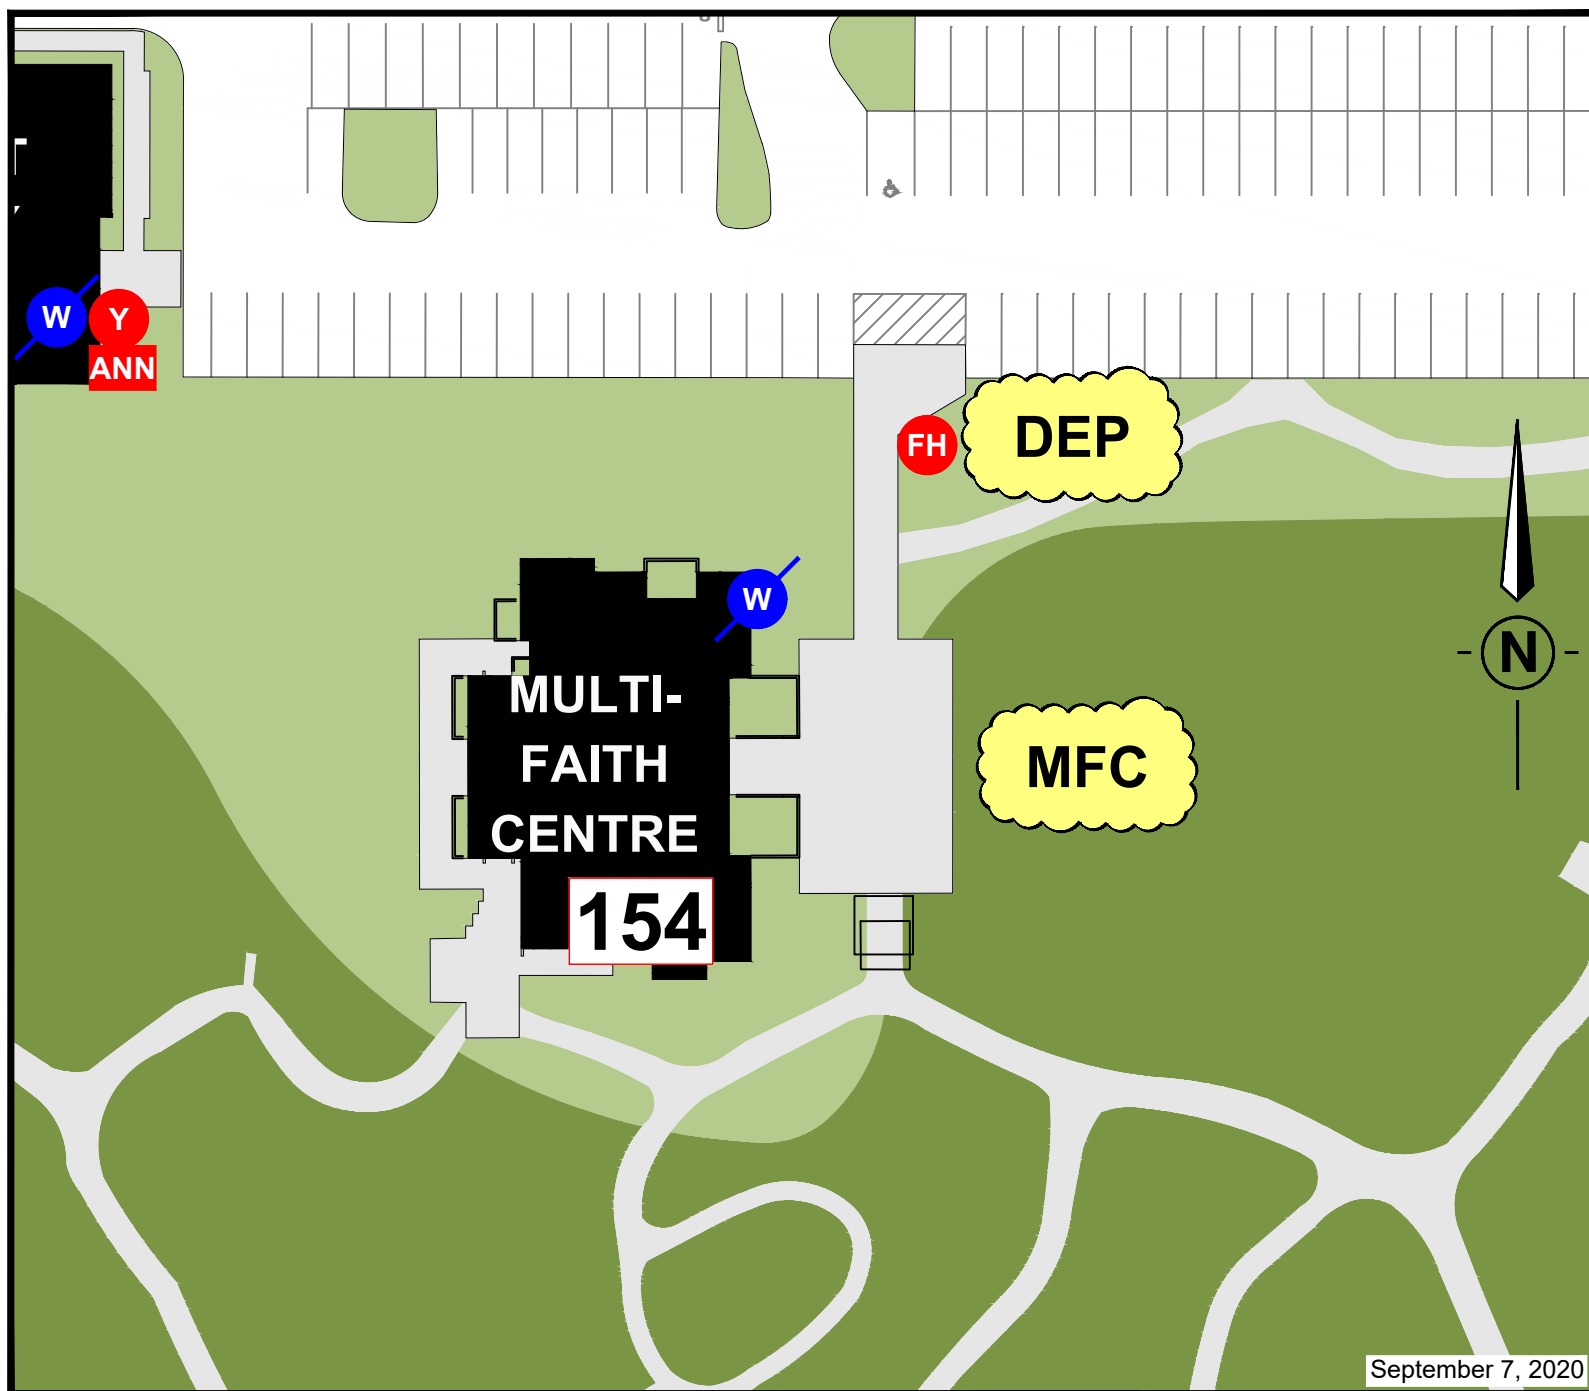 W
Y
ANN
FH
DEP
W
N
MULTI-
FAITH
CENTRE
MFC
154
September 7, 2020